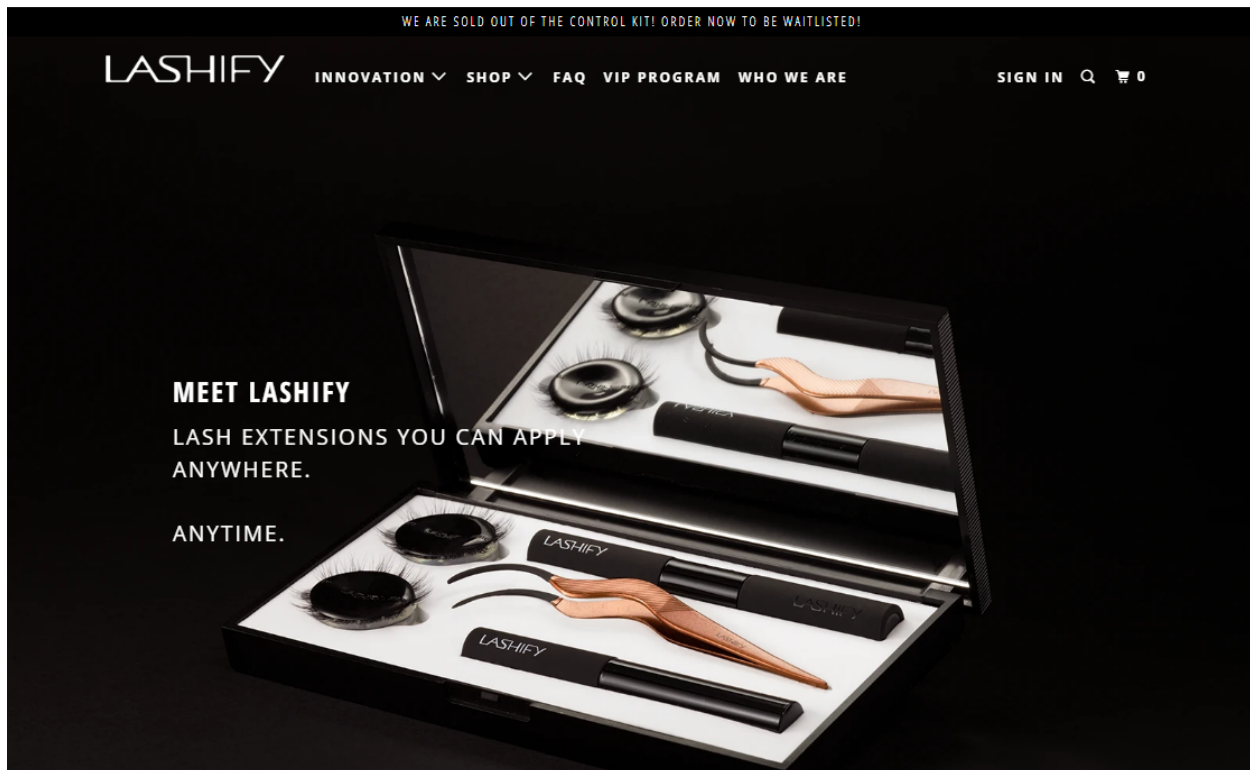 WE ARE SOLD OUT OF THE CONTROL KIT! ORDER NOW TO BE WAITLISTED!
LASHIFY
INNOVATION SHOP FAQ VIP PROGRAM WHO WE ARE SIGN IN 0
MEET LASHIFY
LASH EXTENSIONS YOU CAN APPLY
ANYWHERE.
ANYTIME.
LASHIFY
LASHIFY
LASHIFY
LASHIFY